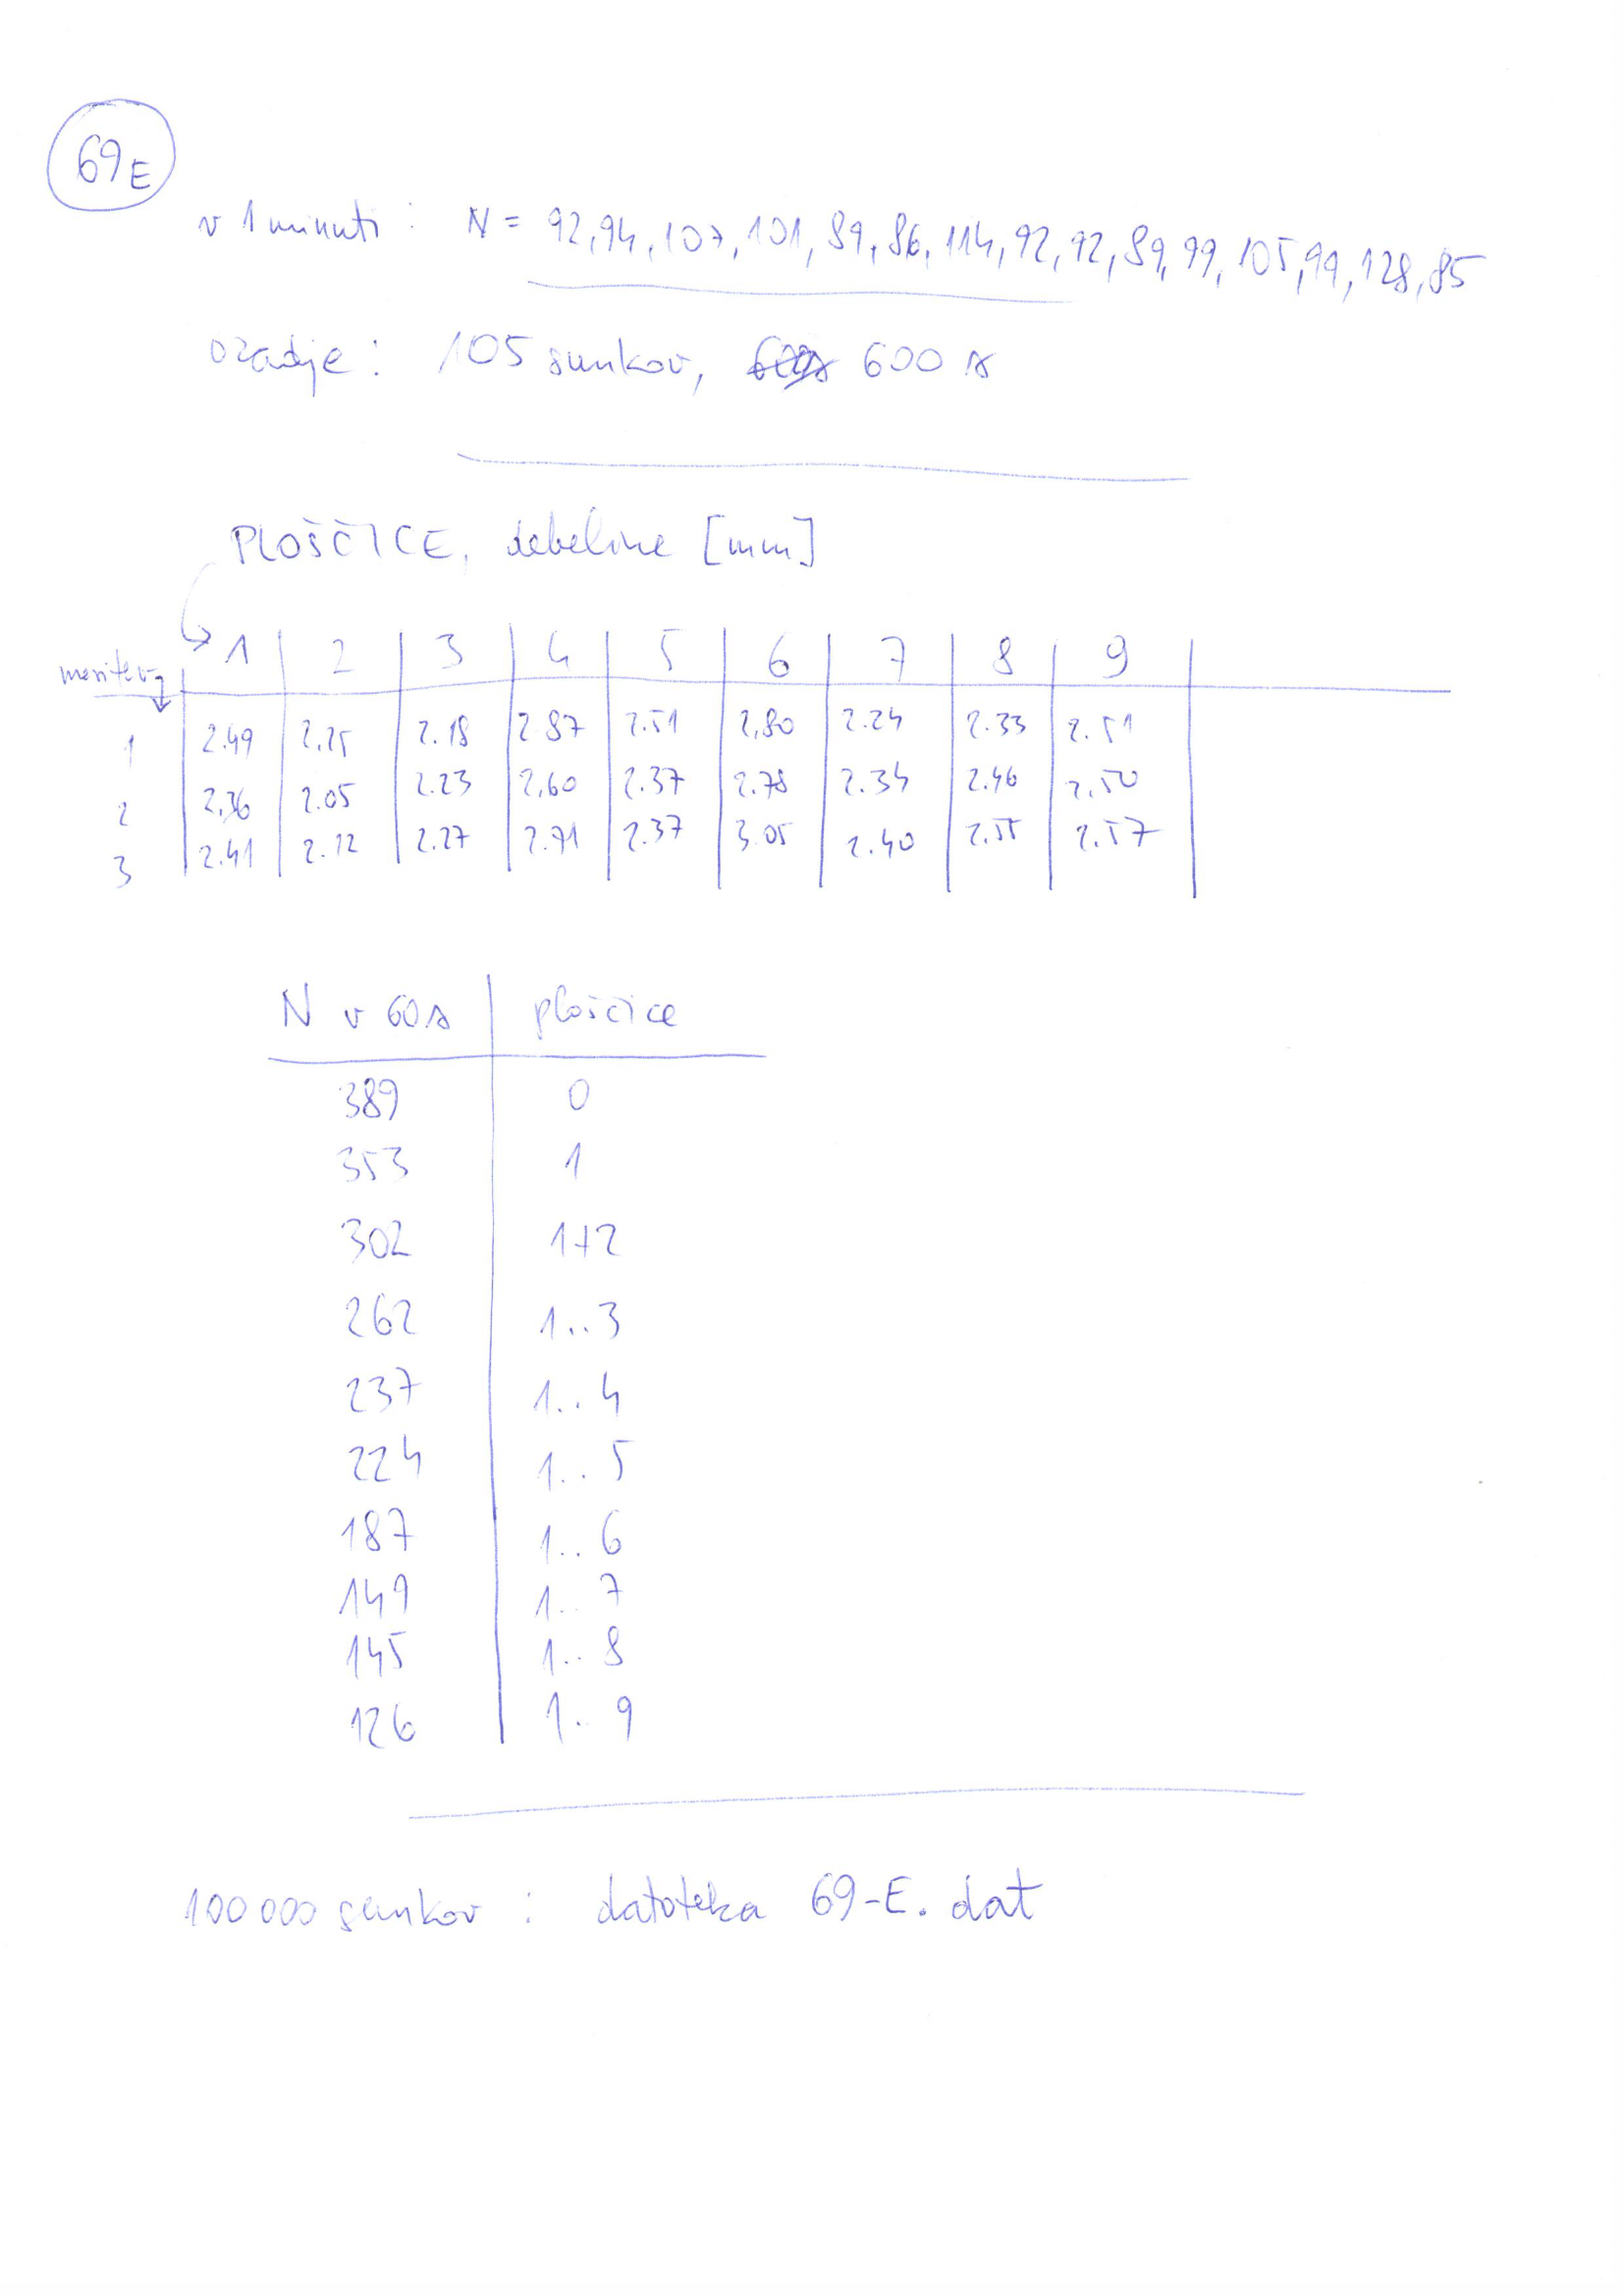 69E
v 1 minuti : N = 92, 94, 107, 101, 89, 86, 114, 92, 92, 89, 99, 105, 99, 128, 85
ozadje : 105 sunkov, 600 s
PLOŠČICE, debeline [mm]
meritev 1 2 3 4 5 6 7 8 9
1 2.49 2.25 2.18 2.87 2.51 2,80 2.24 2.33 2.51
2 2,36 2.05 2.23 2,60 2.37 2.78 2.34 2.46 2,50
3 2.41 2.12 2.27 2.71 2.37 3.05 2.40 2.55 2.57
N v 60s ploščice
389 0
353 1
302 1+2
262 1..3
237 1..4
224 1..5
187 1..6
149 1..7
145 1..8
126 1..9
100 000 sunkov : datoteka 69-E.dat